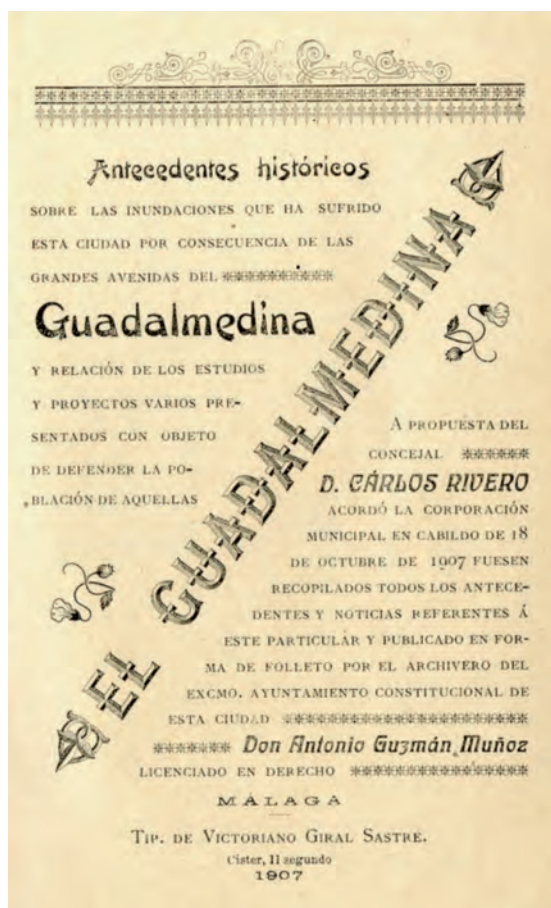 Antecedentes históricos
SOBRE LAS INUNDACIONES QUE HA SUFRIDO
ESTA CIUDAD POR CONSECUENCIA DE LAS
GRANDES AVENIDAS DEL
Guadalmedina
Y RELACIÓN DE LOS ESTUDIOS
Y PROYECTOS VARIOS PRE-
SENTADOS CON OBJETO
DE DEFENDER LA PO-
BLACIÓN DE AQUELLAS
EL GUADALMEDINA
A PROPUESTA DEL
CONCEJAL
D. CÁRLOS RIVERO
ACORDÓ LA CORPORACIÓN
MUNICIPAL EN CABILDO DE 18
DE OCTUBRE DE 1907 FUESEN
RECOPILADOS TODOS LOS ANTECE-
DENTES Y NOTICIAS REFERENTES Á
ESTE PARTICULAR Y PUBLICADO EN FOR-
MA DE FOLLETO POR EL ARCHIVERO DEL
EXCMO. AYUNTAMIENTO CONSTITUCIONAL DE
ESTA CIUDAD
Don Antonio Guzmán Muñoz
LICENCIADO EN DERECHO
MÁLAGA
TIP. DE VICTORIANO GIRAL SASTRE.
Cister, 11 segundo
1907